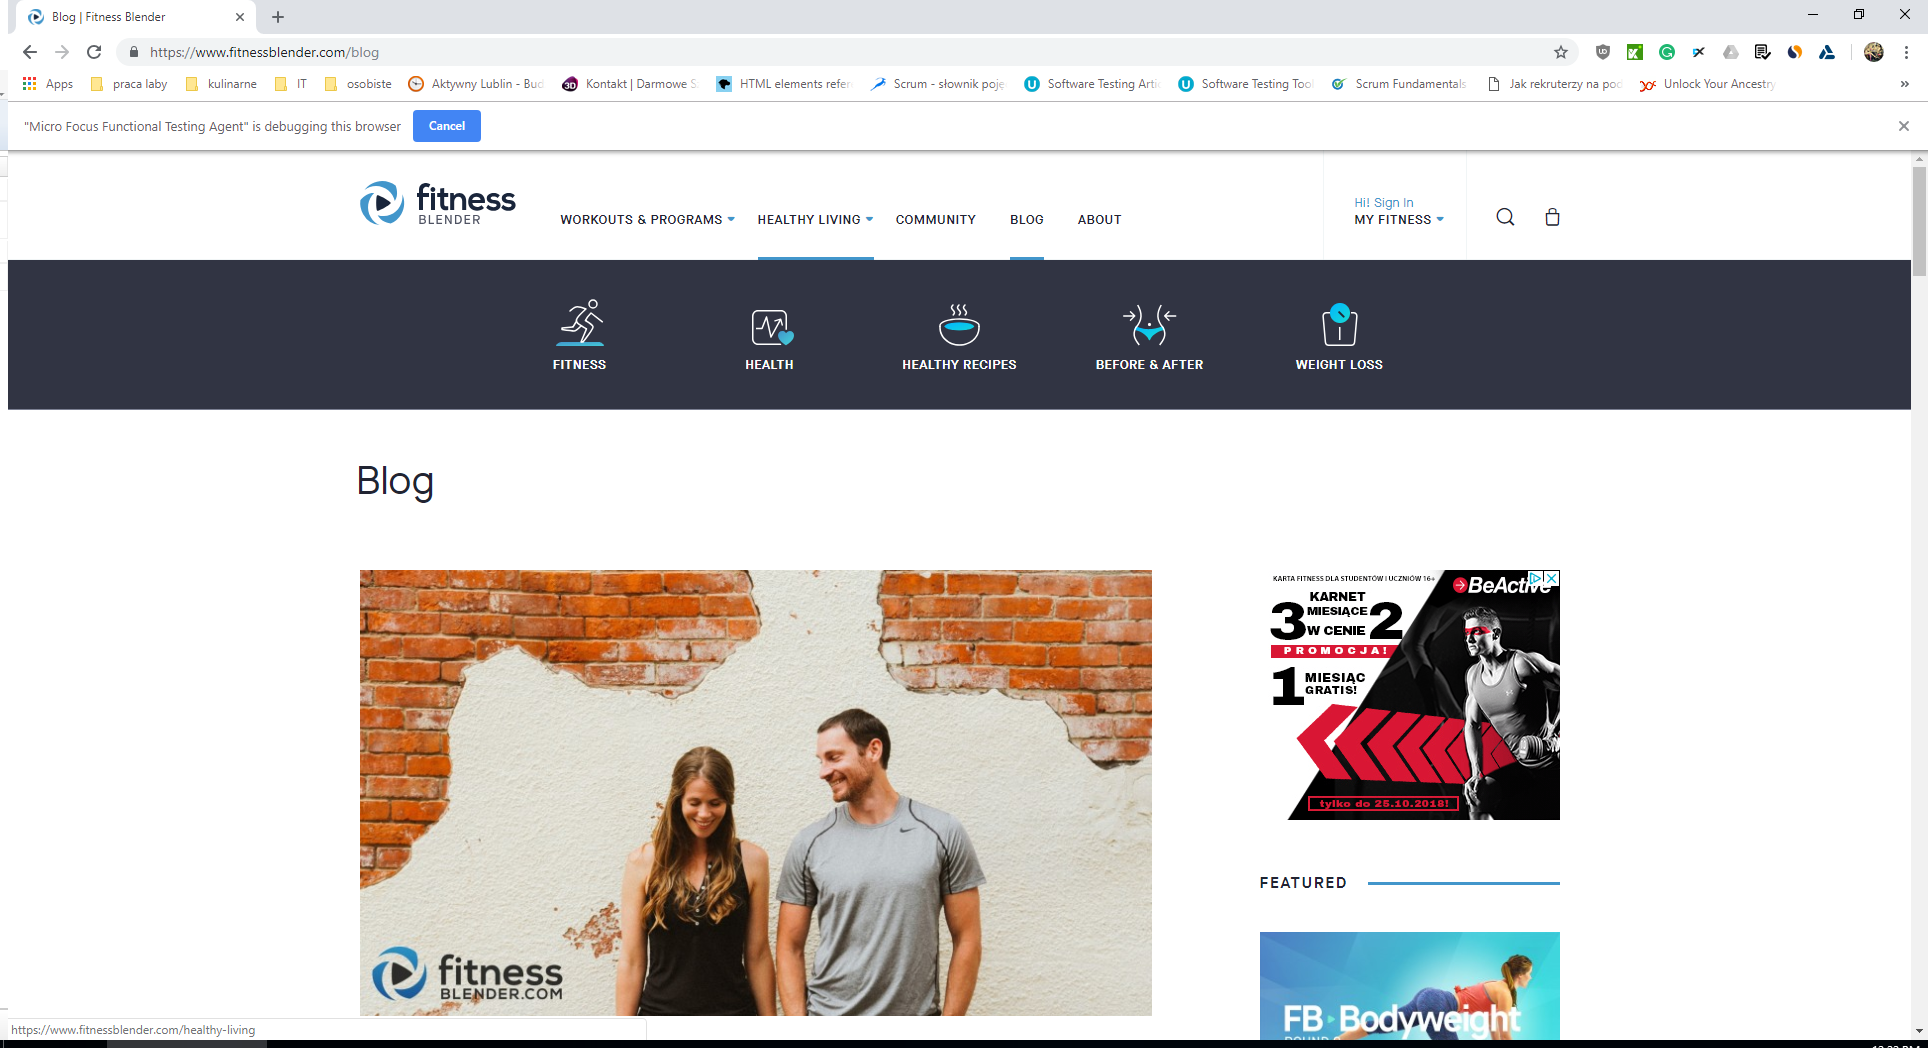 Blog | Fitness Blender
https://www.fitnessblender.com/blog
Apps
praca laby
kulinarne
IT
osobiste
Aktywny Lublin - Bud
Kontakt | Darmowe S
HTML elements refere
Scrum - słownik poję
Software Testing Artic
Software Testing Tool
Scrum Fundamentals
Jak rekruterzy na pod
Unlock Your Ancestry
"Micro Focus Functional Testing Agent" is debugging this browser
Cancel
fitness
BLENDER
WORKOUTS & PROGRAMS
HEALTHY LIVING
COMMUNITY
BLOG
ABOUT
Hi! Sign In
MY FITNESS
FITNESS
HEALTH
HEALTHY RECIPES
BEFORE & AFTER
WEIGHT LOSS
Blog
fitness
BLENDER.COM
KARTA FITNESS DLA STUDENTÓW I UCZNIÓW 16+
BeActive
KARNET
3 MIESIĄCE
W CENIE 2
PROMOCJA!
1 MIESIĄC
GRATIS!
tylko do 25.10.2018!
FEATURED
FB Bodyweight
https://www.fitnessblender.com/healthy-living